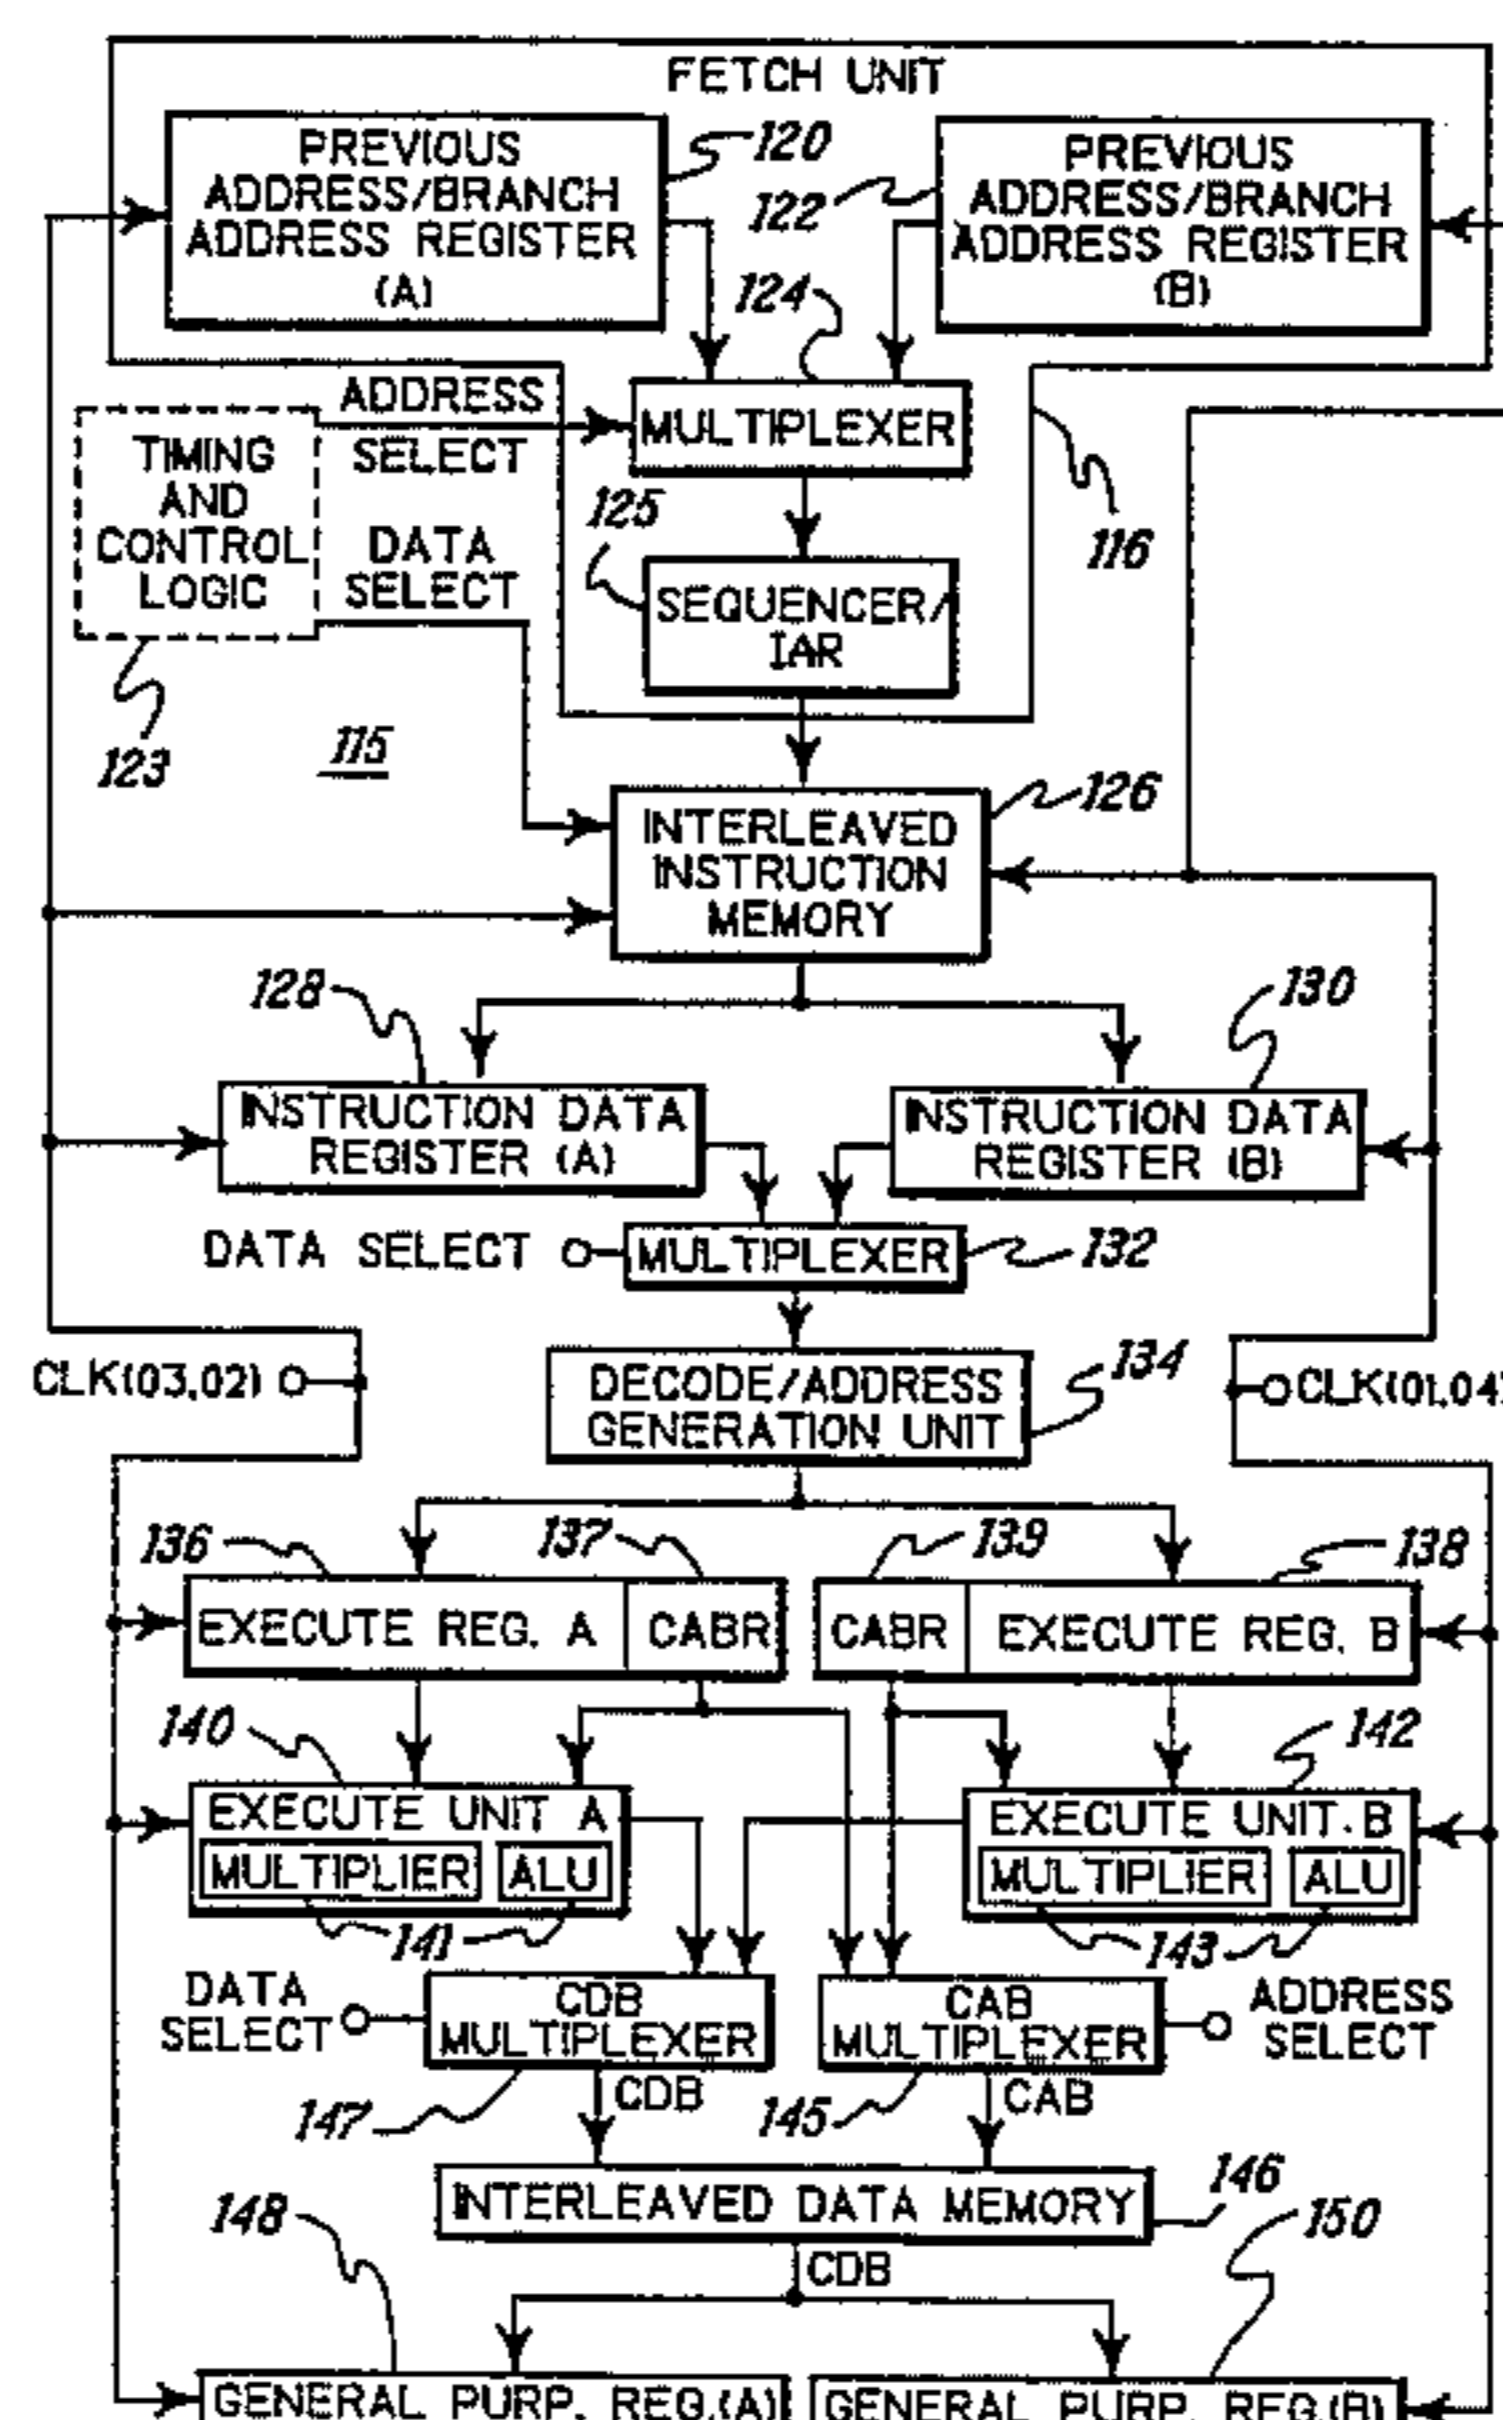 FETCH UNIT
PREVIOUS
ADDRESS/BRANCH
ADDRESS REGISTER
(A)
120
122
PREVIOUS
ADDRESS/BRANCH
ADDRESS REGISTER
(B)
124
ADDRESS
SELECT
MULTIPLEXER
TIMING
AND
CONTROL
LOGIC
DATA
SELECT
125
116
SEQUENCER/
IAR
123
115
126
INTERLEAVED
INSTRUCTION
MEMORY
128
130
INSTRUCTION DATA
REGISTER (A)
INSTRUCTION DATA
REGISTER (B)
DATA SELECT
MULTIPLEXER
132
134
CLK(03,02)
DECODE/ADDRESS
GENERATION UNIT
CLK(01,04)
136
137
139
138
EXECUTE REG. A
CABR
CABR
EXECUTE REG. B
140
142
EXECUTE UNIT A
MULTIPLIER
ALU
EXECUTE UNIT.B
MULTIPLIER
ALU
141
143
DATA
SELECT
CDB
MULTIPLEXER
CAB
MULTIPLEXER
ADDRESS
SELECT
147
CDB
145
CAB
INTERLEAVED DATA MEMORY
146
148
150
CDB
GENERAL PURP. REG.(A)
GENERAL PURP. REG.(B)